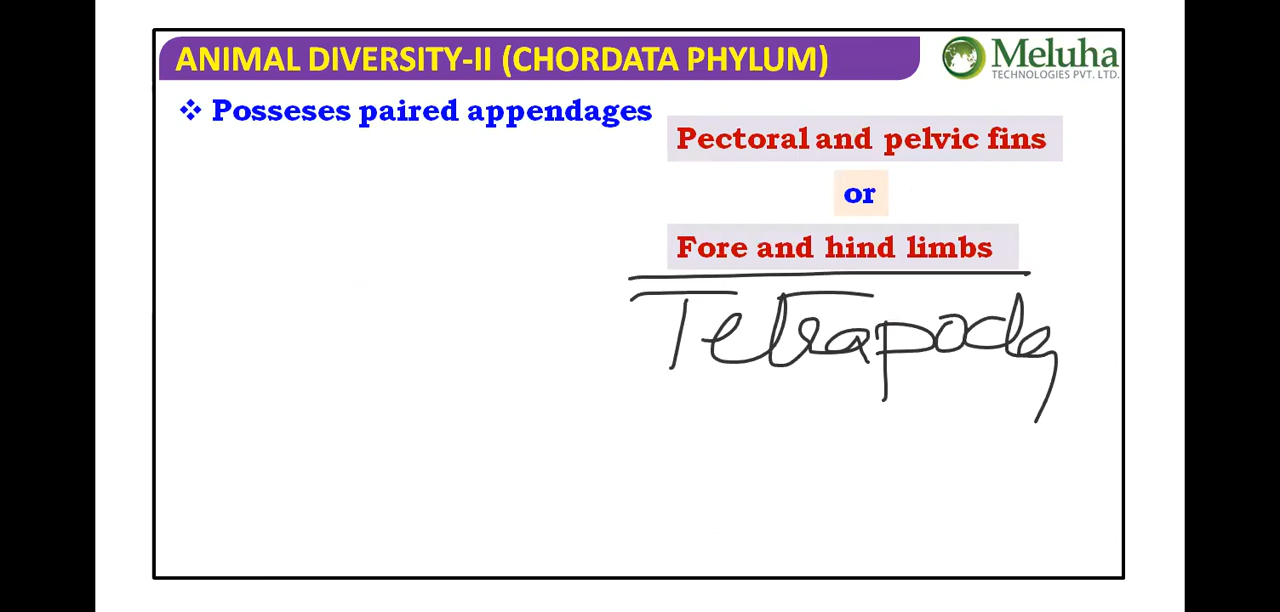 ANIMAL DIVERSITY-II (CHORDATA PHYLUM)
Meluha
TECHNOLOGIES PVT. LTD.
❖ Posseses paired appendages
Pectoral and pelvic fins
or
Fore and hind limbs
Tetrapods